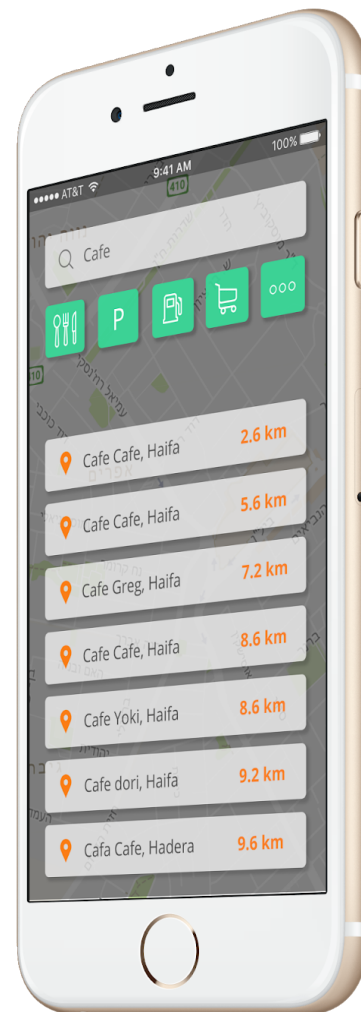 AT&T 9:41 AM 100%
410
Cafe
P
Cafe Cafe, Haifa 2.6 km
Cafe Cafe, Haifa 5.6 km
Cafe Greg, Haifa 7.2 km
Cafe Cafe, Haifa 8.6 km
Cafe Yoki, Haifa 8.6 km
Cafe dori, Haifa 9.2 km
Cafa Cafe, Hadera 9.6 km